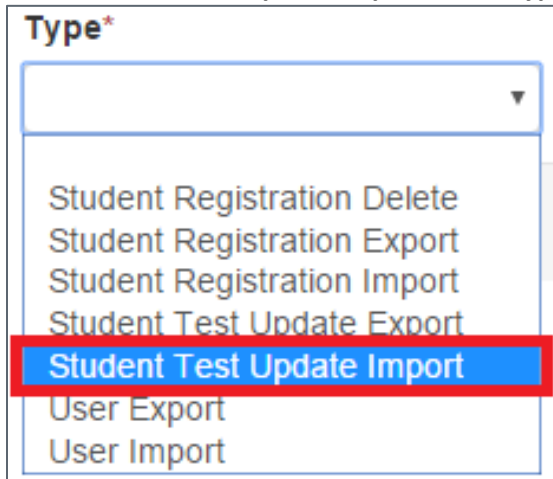 Type*
Student Registration Delete
Student Registration Export
Student Registration Import
Student Test Update Export
Student Test Update Import
User Export
User Import